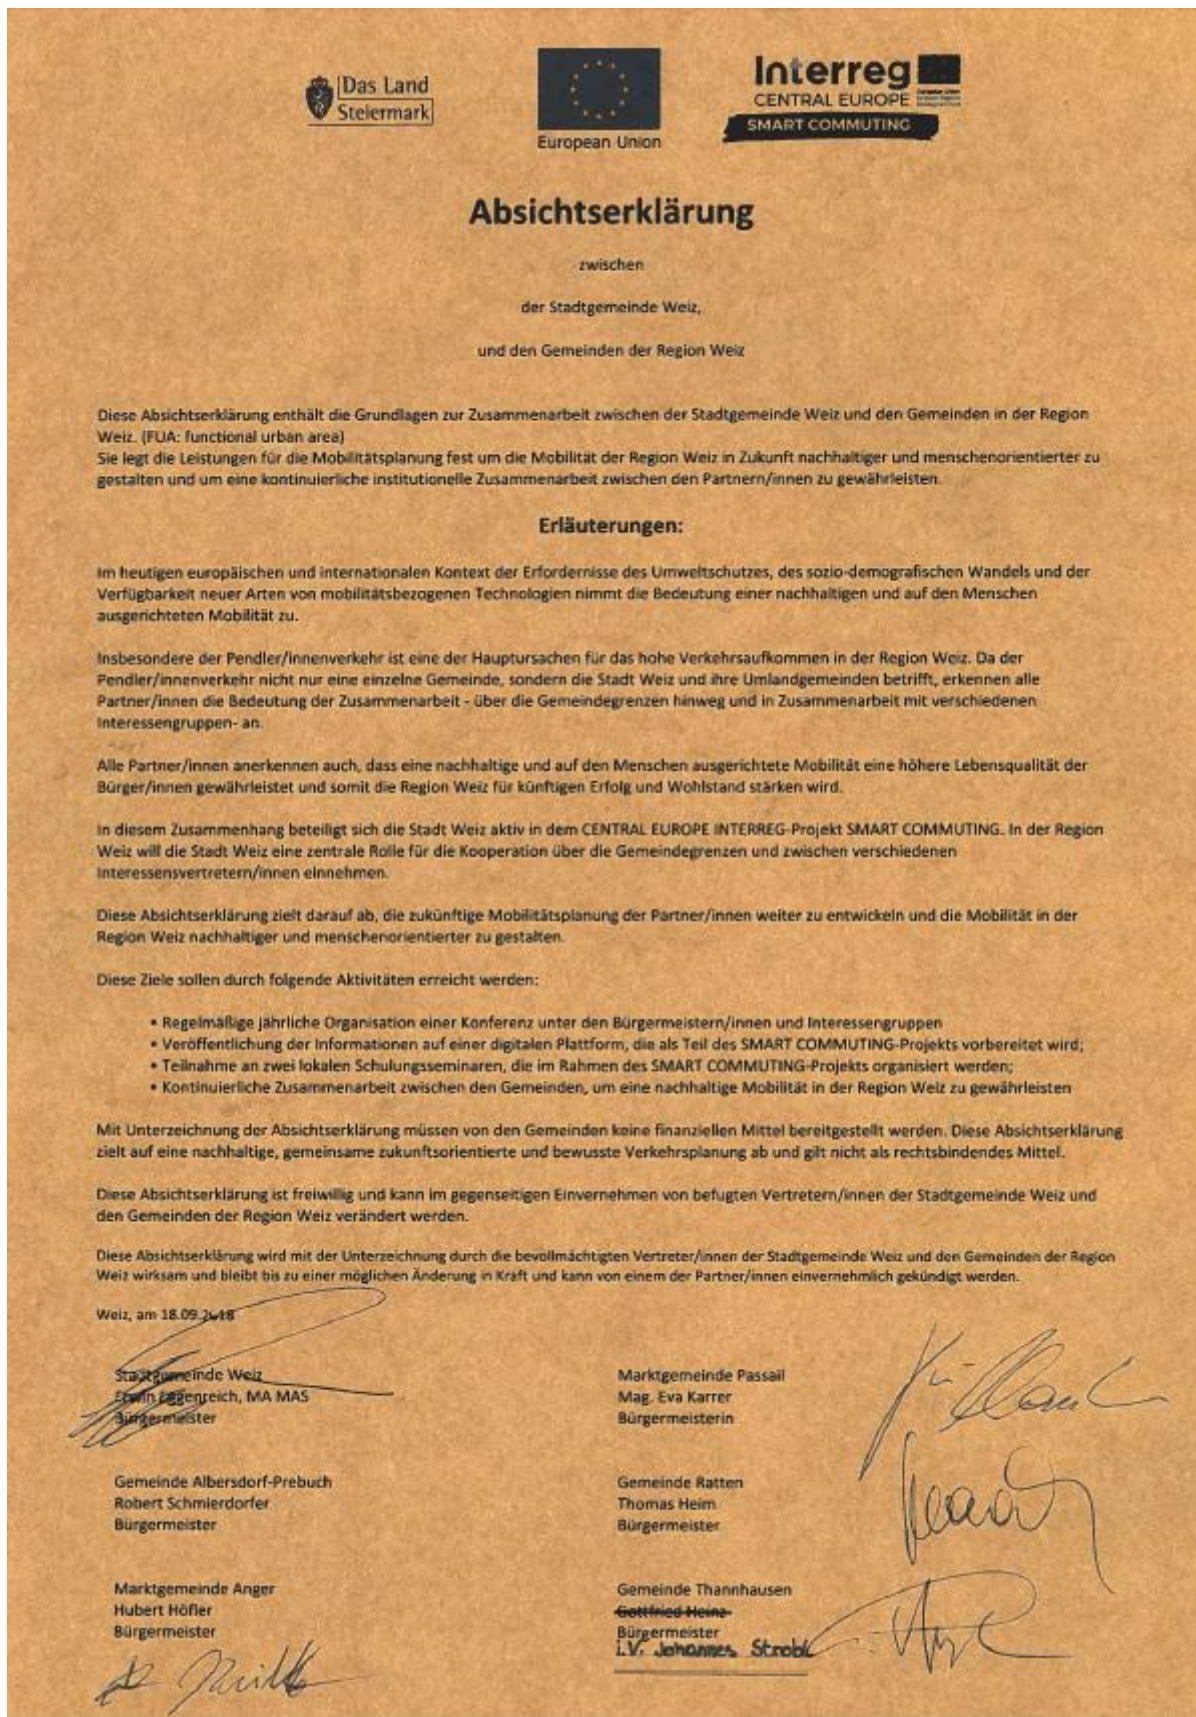 Das Land
Steiermark
European Union
Interreg
CENTRAL EUROPE
SMART COMMUTING
Absichtserklärung
zwischen
der Stadtgemeinde Weiz,
und den Gemeinden der Region Weiz
Diese Absichtserklärung enthält die Grundlagen zur Zusammenarbeit zwischen der Stadtgemeinde Weiz und den Gemeinden in der Region
Weiz. (FUA: functional urban area)
Sie legt die Leistungen für die Mobilitätsplanung fest um die Mobilität der Region Weiz in Zukunft nachhaltiger und menschenorientierter zu
gestalten und um eine kontinuierliche institutionelle Zusammenarbeit zwischen den Partnern/innen zu gewährleisten.
Erläuterungen:
Im heutigen europäischen und internationalen Kontext der Erfordernisse des Umweltschutzes, des sozio-demografischen Wandels und der
Verfügbarkeit neuer Arten von mobilitätsbezogenen Technologien nimmt die Bedeutung einer nachhaltigen und auf den Menschen
ausgerichteten Mobilität zu.
Insbesondere der Pendler/innenverkehr ist eine der Hauptursachen für das hohe Verkehrsaufkommen in der Region Weiz. Da der
Pendler/innenverkehr nicht nur eine einzelne Gemeinde, sondern die Stadt Weiz und ihre Umlandgemeinden betrifft, erkennen alle
Partner/innen die Bedeutung der Zusammenarbeit - über die Gemeindegrenzen hinweg und in Zusammenarbeit mit verschiedenen
Interessengruppen- an.
Alle Partner/innen anerkennen auch, dass eine nachhaltige und auf den Menschen ausgerichtete Mobilität eine höhere Lebensqualität der
Bürger/innen gewährleistet und somit die Region Weiz für künftigen Erfolg und Wohlstand stärken wird.
In diesem Zusammenhang beteiligt sich die Stadt Weiz aktiv in dem CENTRAL EUROPE INTERREG-Projekt SMART COMMUTING. In der Region
Weiz will die Stadt Weiz eine zentrale Rolle für die Kooperation über die Gemeindegrenzen und zwischen verschiedenen
Interessensvertretern/innen einnehmen.
Diese Absichtserklärung zielt darauf ab, die zukünftige Mobilitätsplanung der Partner/innen weiter zu entwickeln und die Mobilität in der
Region Weiz nachhaltiger und menschenorientierter zu gestalten.
Diese Ziele sollen durch folgende Aktivitäten erreicht werden:
• Regelmäßige jährliche Organisation einer Konferenz unter den Bürgermeistern/innen und Interessengruppen
• Veröffentlichung der Informationen auf einer digitalen Plattform, die als Teil des SMART COMMUTING-Projekts vorbereitet wird;
• Teilnahme an zwei lokalen Schulungsseminaren, die im Rahmen des SMART COMMUTING-Projekts organisiert werden;
• Kontinuierliche Zusammenarbeit zwischen den Gemeinden, um eine nachhaltige Mobilität in der Region Weiz zu gewährleisten
Mit Unterzeichnung der Absichtserklärung müssen von den Gemeinden keine finanziellen Mittel bereitgestellt werden. Diese Absichtserklärung
zielt auf eine nachhaltige, gemeinsame zukunftsorientierte und bewusste Verkehrsplanung ab und gilt nicht als rechtsbindendes Mittel.
Diese Absichtserklärung ist freiwillig und kann im gegenseitigen Einvernehmen von befugten Vertretern/innen der Stadtgemeinde Weiz und
den Gemeinden der Region Weiz verändert werden.
Diese Absichtserklärung wird mit der Unterzeichnung durch die bevollmächtigten Vertreter/innen der Stadtgemeinde Weiz und den Gemeinden der Region
Weiz wirksam und bleibt bis zu einer möglichen Änderung in Kraft und kann von einem der Partner/innen einvernehmlich gekündigt werden.
Weiz, am 18.09.2018
Stadtgemeinde Weiz
Erwin Eggenreich, MA MAS
Bürgermeister
Marktgemeinde Passail
Mag. Eva Karrer
Bürgermeisterin
Gemeinde Albersdorf-Prebuch
Robert Schmierdorfer
Bürgermeister
Gemeinde Ratten
Thomas Heim
Bürgermeister
Marktgemeinde Anger
Hubert Höfler
Bürgermeister
Gemeinde Thannhausen
Gottfried Heinz
Bürgermeister
i.V. Johannes Strobl